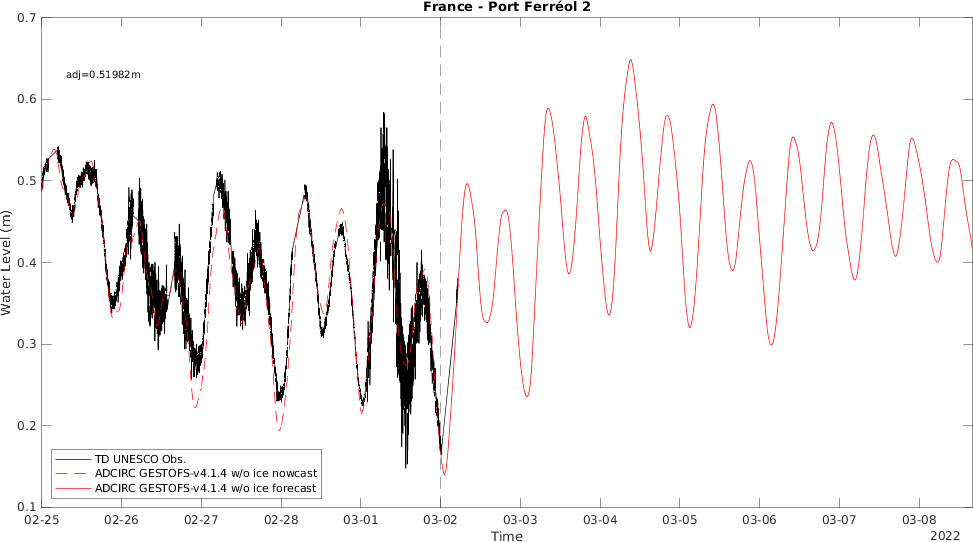 France - Port Ferréol 2
0.7
adj=0.51982m
0.6
0.5
0.4
0.3
0.2
0.1
Water Level (m)
TD UNESCO Obs.
ADCIRC GESTOFS-v4.1.4 w/o ice nowcast
ADCIRC GESTOFS-v4.1.4 w/o ice forecast
02-25 02-26 02-27 02-28 03-01 03-02 03-03 03-04 03-05 03-06 03-07 03-08
Time
2022